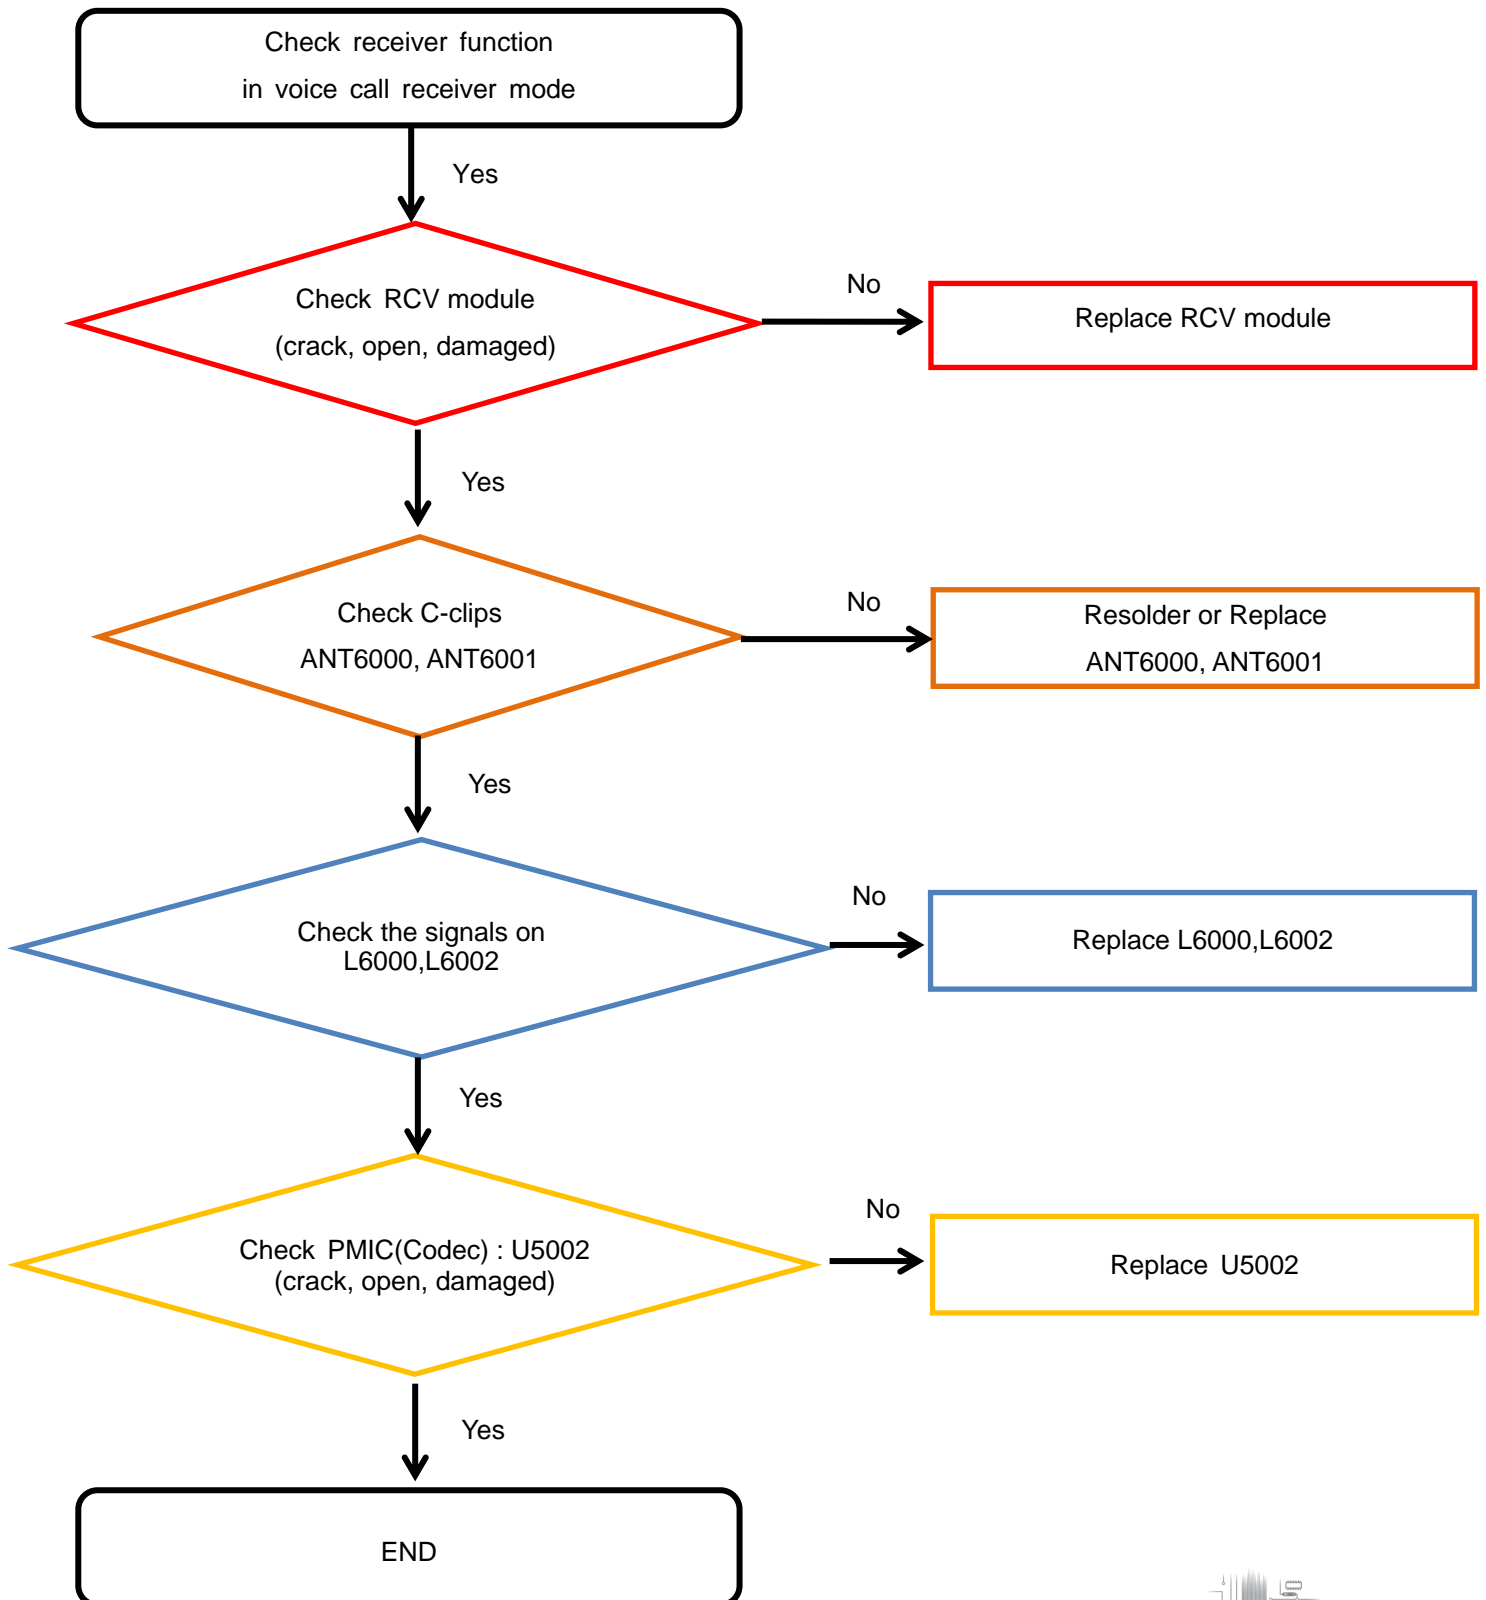 Check receiver function
in voice call receiver mode
Yes
Check RCV module
(crack, open, damaged)
No
Replace RCV module
Yes
Check C-clips
ANT6000, ANT6001
No
Resolder or Replace
ANT6000, ANT6001
Yes
Check the signals on
L6000,L6002
No
Replace L6000,L6002
Yes
Check PMIC(Codec) : U5002
(crack, open, damaged)
No
Replace U5002
Yes
END